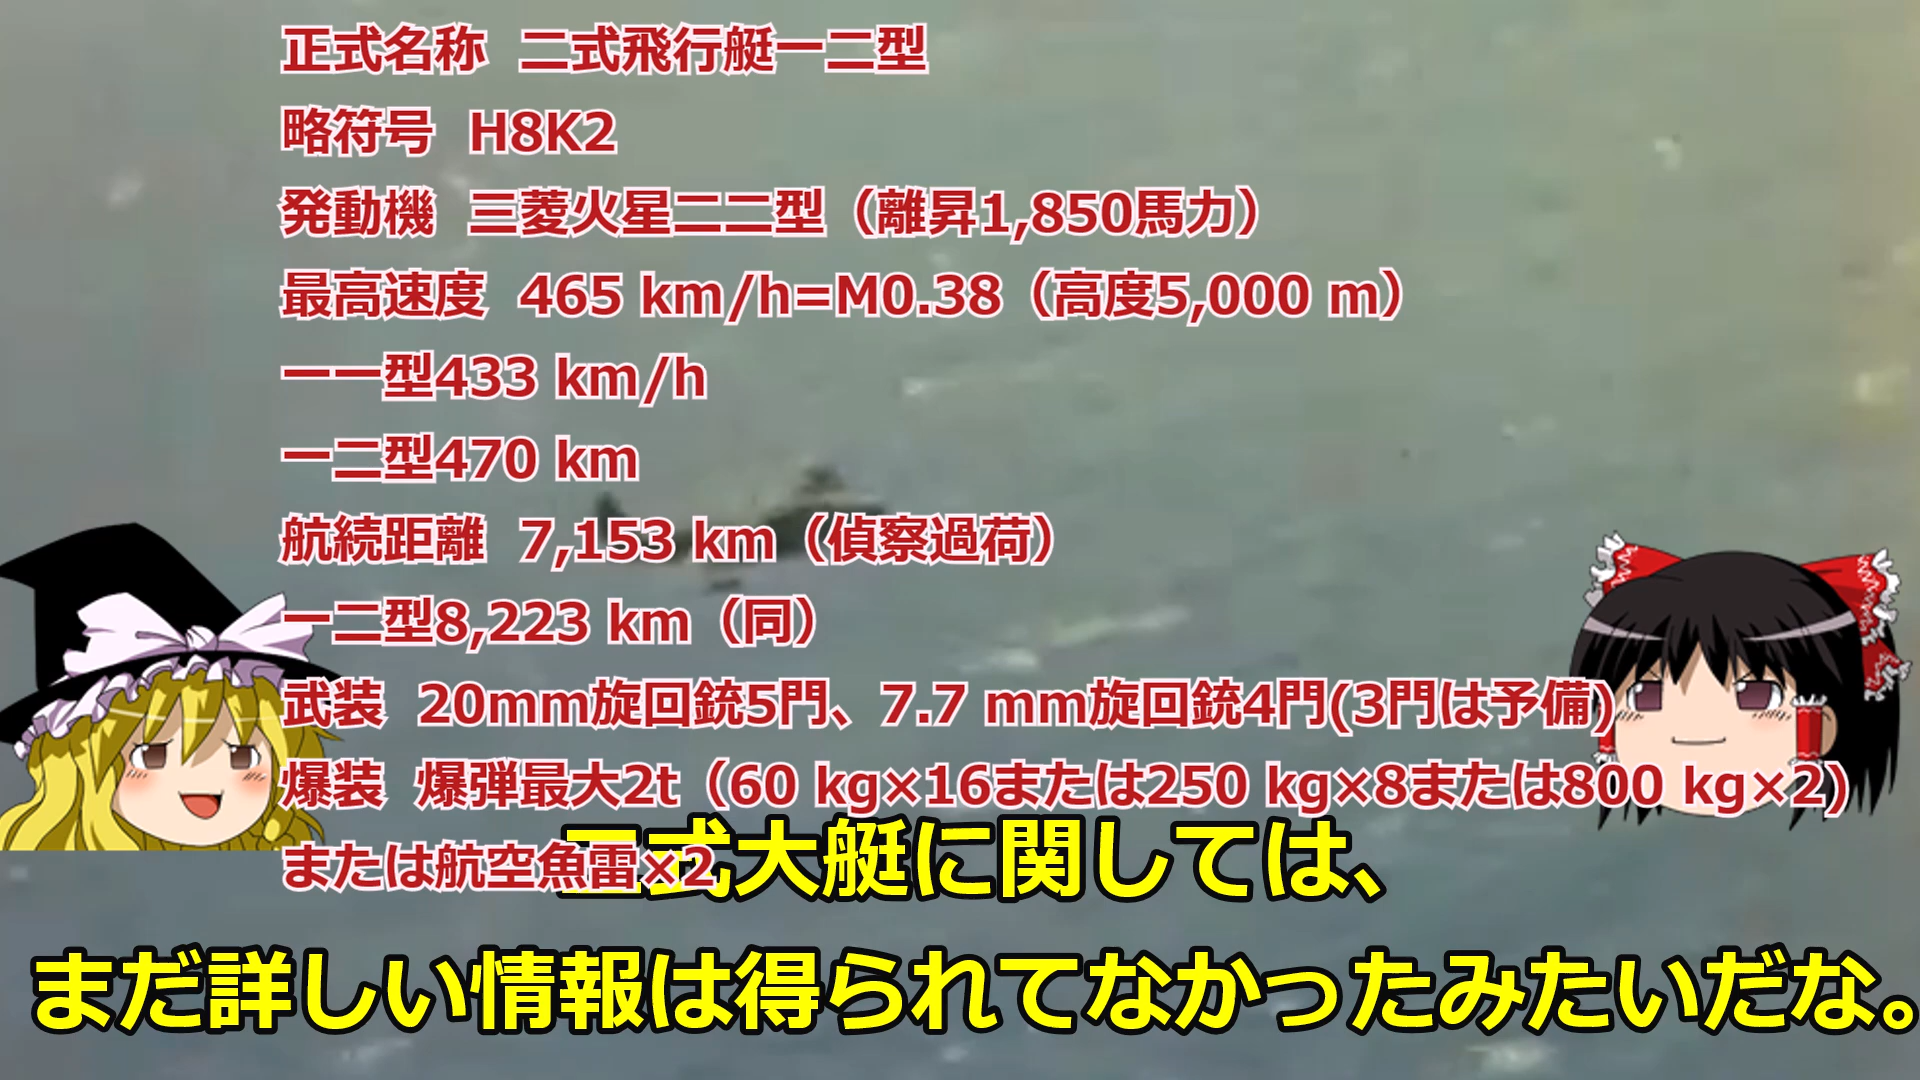 正式名称 二式飛行艇一二型
略符号 H8K2
発動機 三菱火星二二型（離昇1,850馬力）
最高速度 465 km/h=M0.38（高度5,000 m）
一一型433 km/h
一二型470 km
航続距離 7,153 km（偵察過荷）
一二型8,223 km（同）
武装 20mm旋回銃5門、7.7 mm旋回銃4門(3門は予備)
爆装 爆弾最大2t（60 kg×16または250 kg×8または800 kg×2)
または航空魚雷×2
二式大艇に関しては、
まだ詳しい情報は得られてなかったみたいだな。